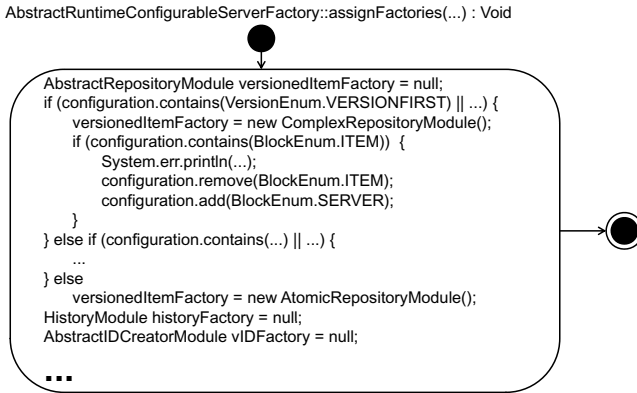 AbstractRuntimeConfigurableServerFactory::assignFactories(...) : Void
AbstractRepositoryModule versionedItemFactory = null;
if (configuration.contains(VersionEnum.VERSIONFIRST) || ...) {
versionedItemFactory = new ComplexRepositoryModule();
if (configuration.contains(BlockEnum.ITEM)) {
System.err.println(...);
configuration.remove(BlockEnum.ITEM);
configuration.add(BlockEnum.SERVER);
}
} else if (configuration.contains(...) || ...) {
...
} else
versionedItemFactory = new AtomicRepositoryModule();
HistoryModule historyFactory = null;
AbstractIDCreatorModule vIDFactory = null;
...